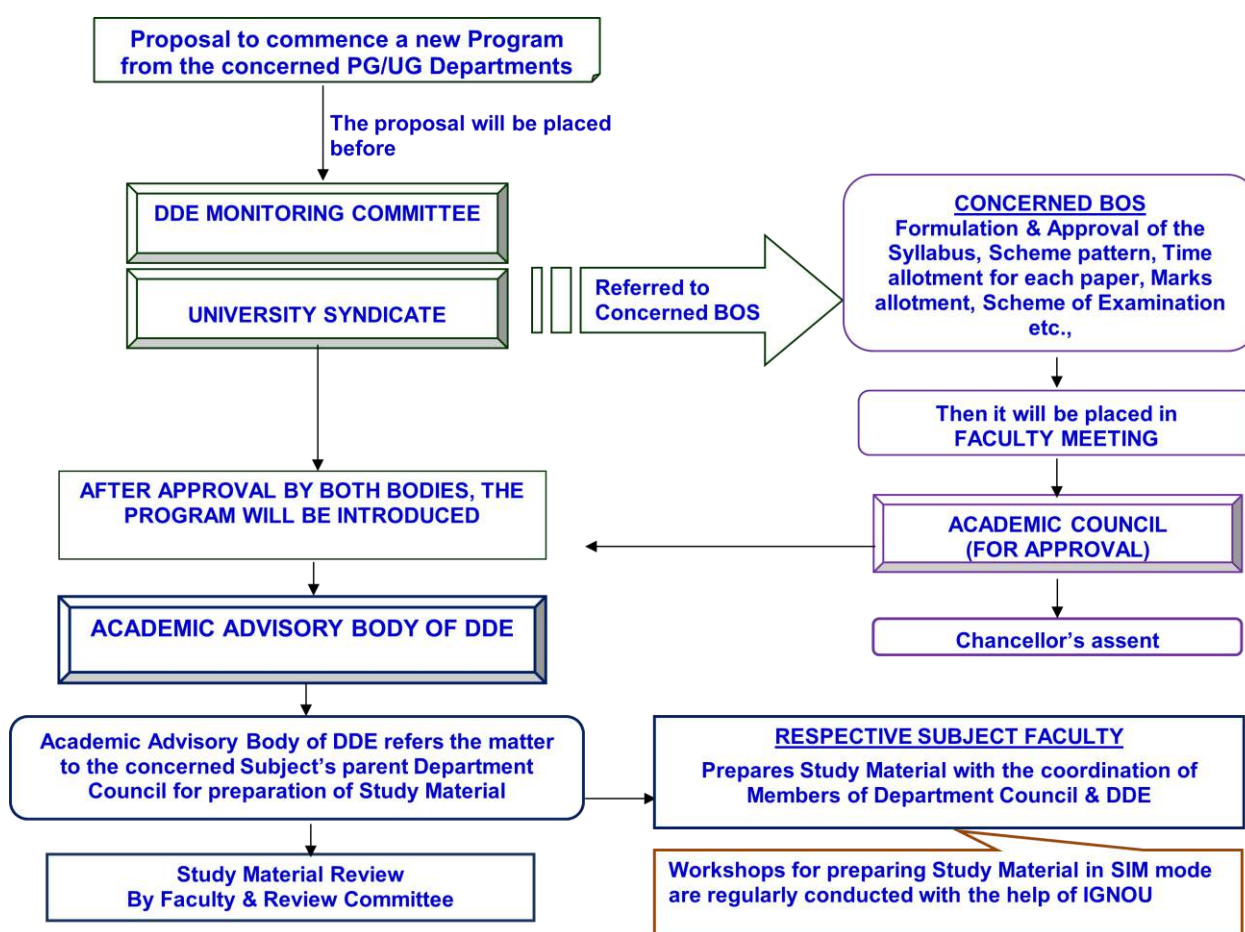 Proposal to commence a new Program
from the concerned PG/UG Departments
The proposal will be placed
before
DDE MONITORING COMMITTEE
UNIVERSITY SYNDICATE
Referred to
Concerned BOS
CONCERNED BOS
Formulation & Approval of the
Syllabus, Scheme pattern, Time
allotment for each paper, Marks
allotment, Scheme of Examination
etc.,
Then it will be placed in
FACULTY MEETING
ACADEMIC COUNCIL
(FOR APPROVAL)
Chancellor's assent
AFTER APPROVAL BY BOTH BODIES, THE
PROGRAM WILL BE INTRODUCED
ACADEMIC ADVISORY BODY OF DDE
Academic Advisory Body of DDE refers the matter
to the concerned Subject's parent Department
Council for preparation of Study Material
RESPECTIVE SUBJECT FACULTY
Prepares Study Material with the coordination of
Members of Department Council & DDE
Study Material Review
By Faculty & Review Committee
Workshops for preparing Study Material in SIM mode
are regularly conducted with the help of IGNOU